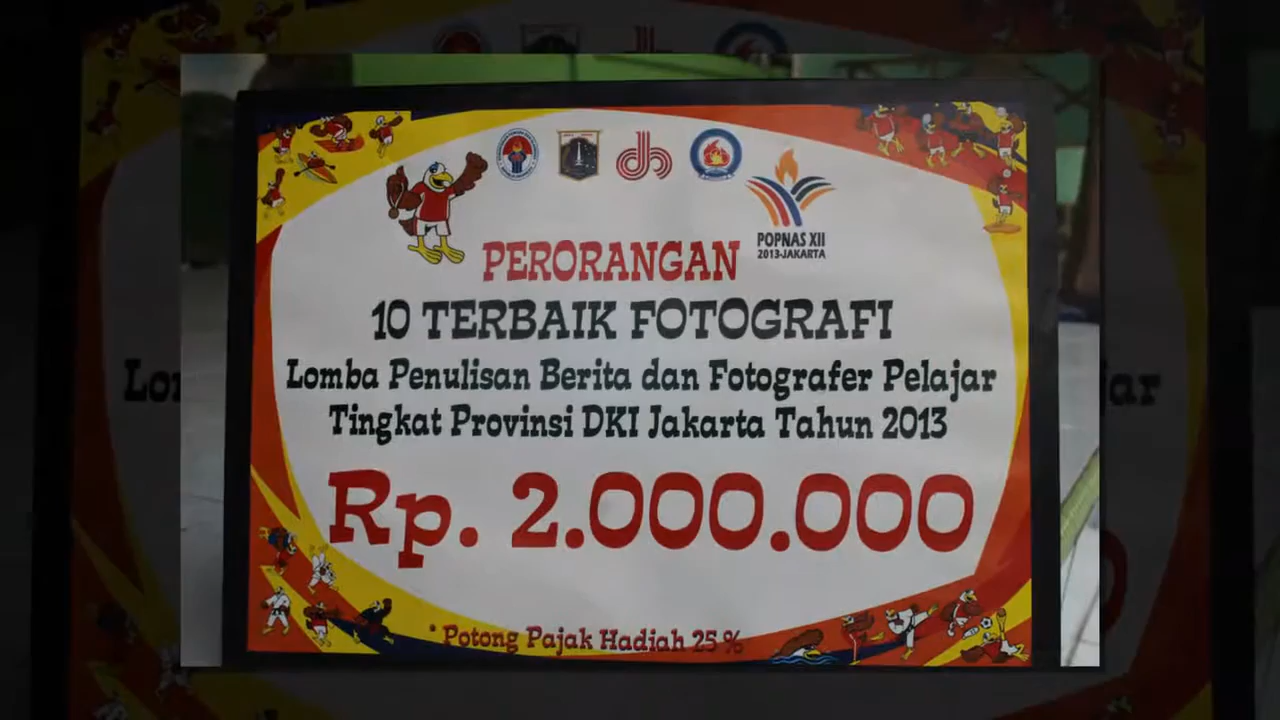 POPNAS XII
2013-JAKARTA
PERORANGAN
10 TERBAIK FOTOGRAFI
Lomba Penulisan Berita dan Fotografer Pelajar
Tingkat Provinsi DKI Jakarta Tahun 2013
Rp. 2.000.000
* Potong Pajak Hadiah 25 %